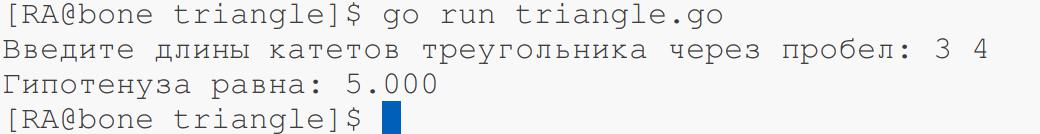 [RA@bone triangle]$ go run triangle.go
Введите длины катетов треугольника через пробел: 3 4
Гипотенуза равна: 5.000
[RA@bone triangle]$